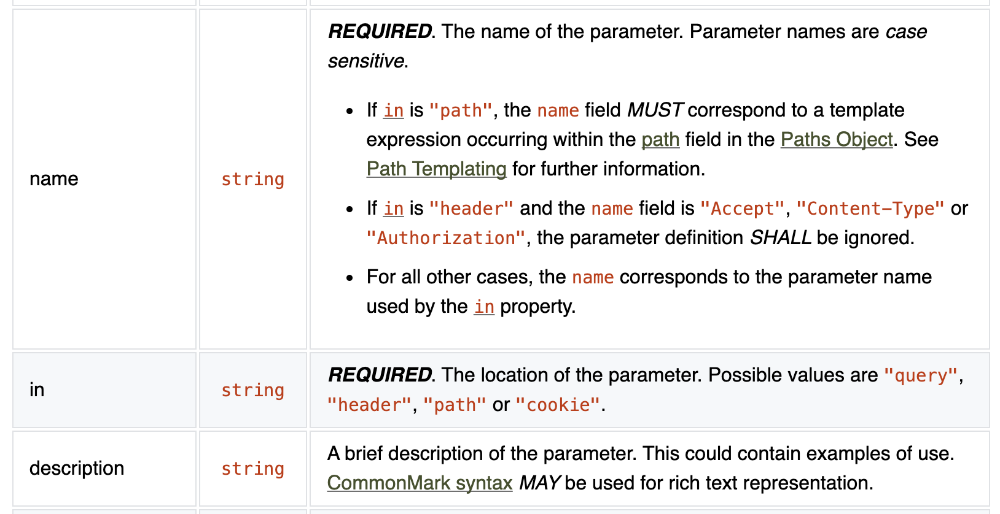 name
string
REQUIRED. The name of the parameter. Parameter names are case
sensitive.
• If in is "path", the name field MUST correspond to a template
expression occurring within the path field in the Paths Object. See
Path Templating for further information.
• If in is "header" and the name field is "Accept", "Content-Type" or
"Authorization", the parameter definition SHALL be ignored.
• For all other cases, the name corresponds to the parameter name
used by the in property.
in
string
REQUIRED. The location of the parameter. Possible values are "query",
"header", "path" or "cookie".
description
string
A brief description of the parameter. This could contain examples of use.
CommonMark syntax MAY be used for rich text representation.